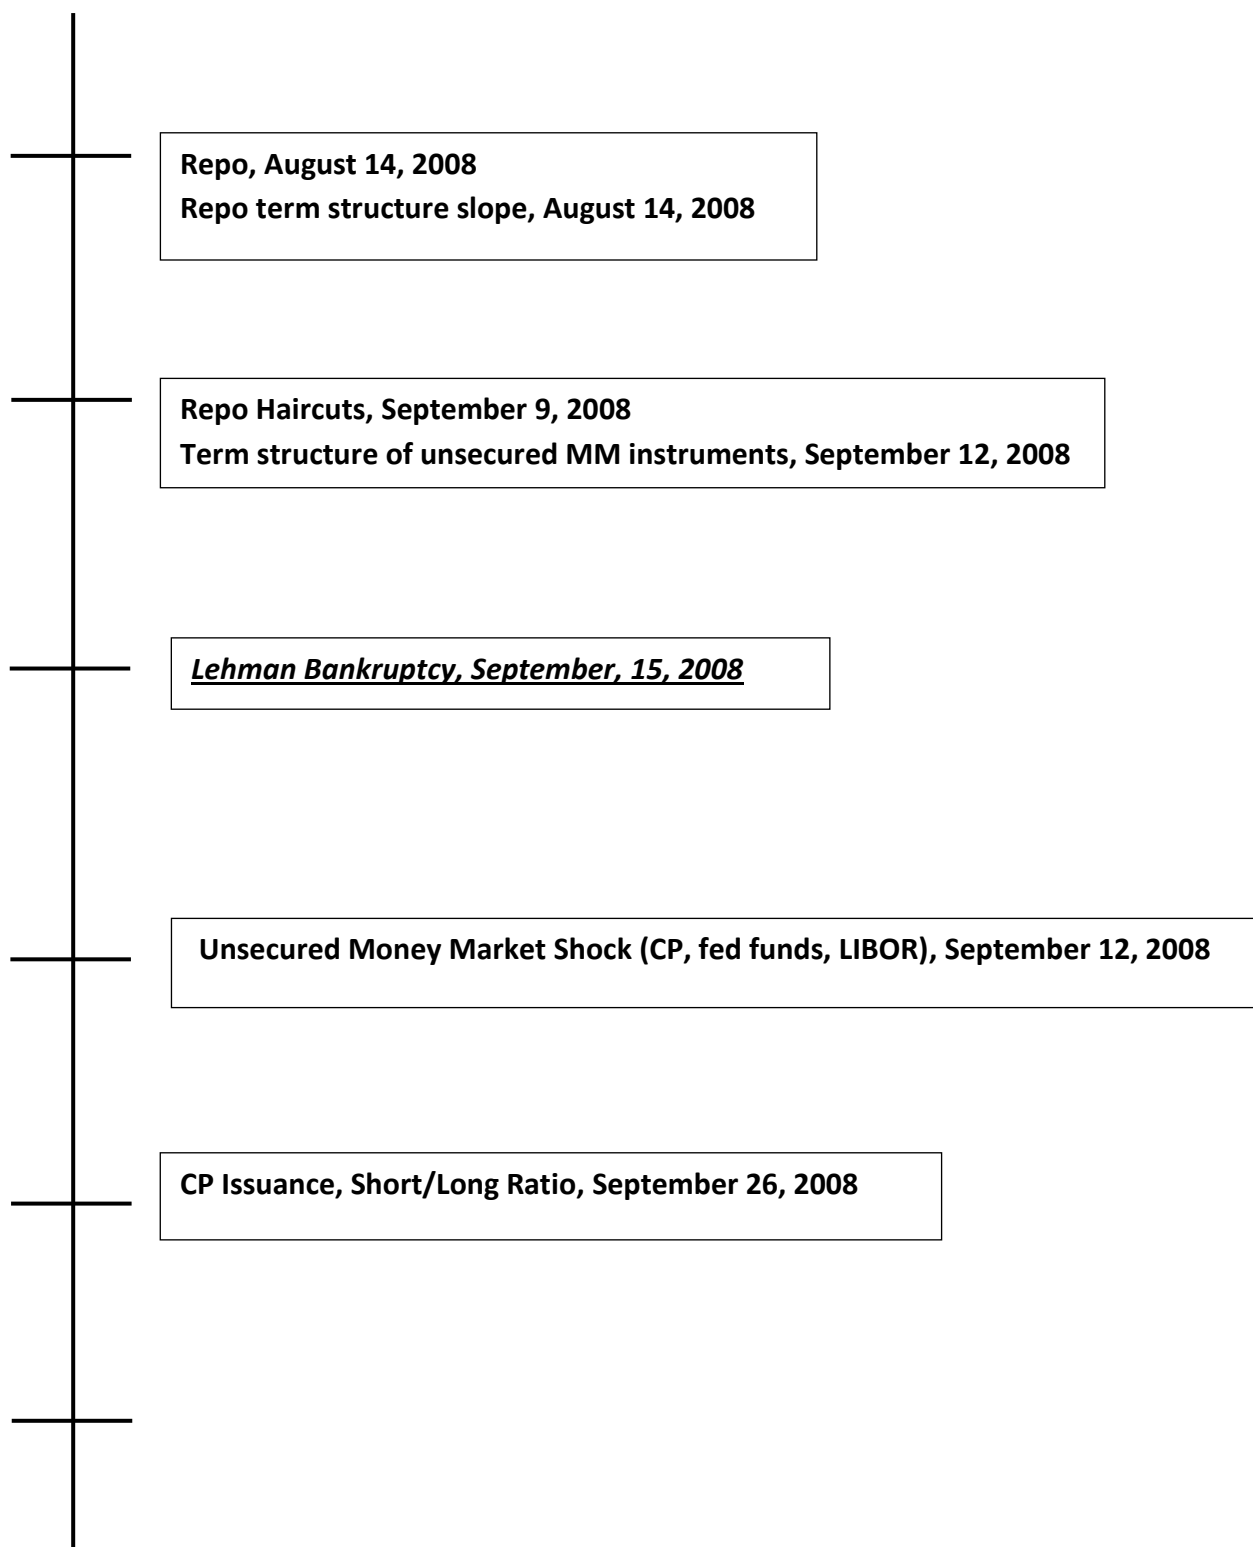 Repo, August 14, 2008
Repo term structure slope, August 14, 2008
Repo Haircuts, September 9, 2008
Term structure of unsecured MM instruments, September 12, 2008
Lehman Bankruptcy, September, 15, 2008
Unsecured Money Market Shock (CP, fed funds, LIBOR), September 12, 2008
CP Issuance, Short/Long Ratio, September 26, 2008